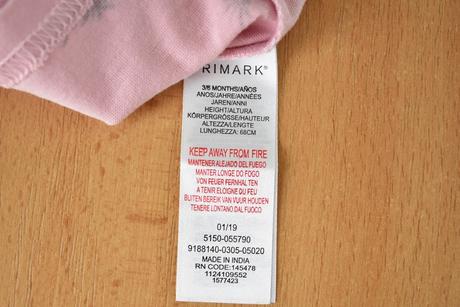 RIMARK®
3/6 MONTHS/AÑOS
ANOS/JAHRE/ANNÉES
JAREN/ANNI
HEIGHT/ALTURA
KÖRPERGRÖSSE/HAUTEUR
ALTEZZA/LENGTE
LUNGHEZZA: 68CM
KEEP AWAY FROM FIRE
MANTENER ALEJADO DEL FUEGO
MANTER LONGE DO FOGO
VON FEUER FERNHALTEN
A TENIR ELOIGNE DU FEU
BUITEN BEREIK VAN VUUR HOUDEN
TENERE LONTANO DAL FUOCO
01/19
5150-055790
9188140-0305-05020
MADE IN INDIA
RN CODE:145478
1124109552
1577423